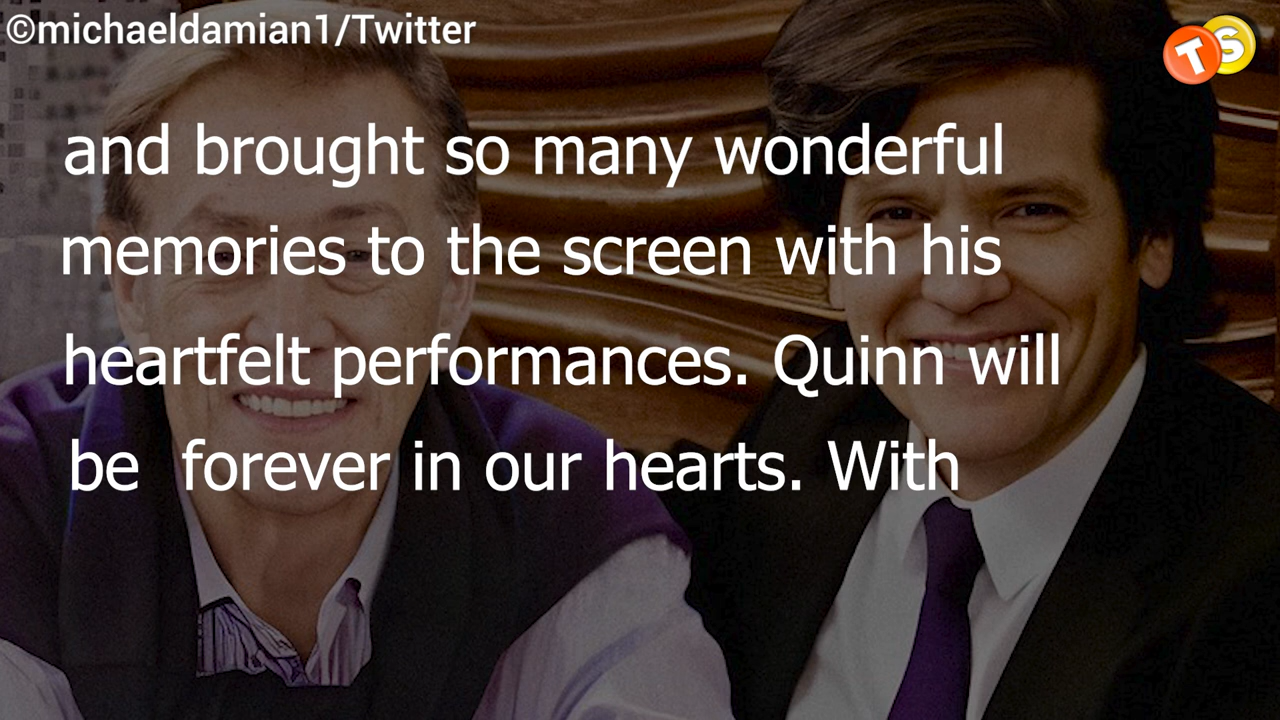 ©michaeldamian1/Twitter
TS
and brought so many wonderful
memories to the screen with his
heartfelt performances. Quinn will
be forever in our hearts. With